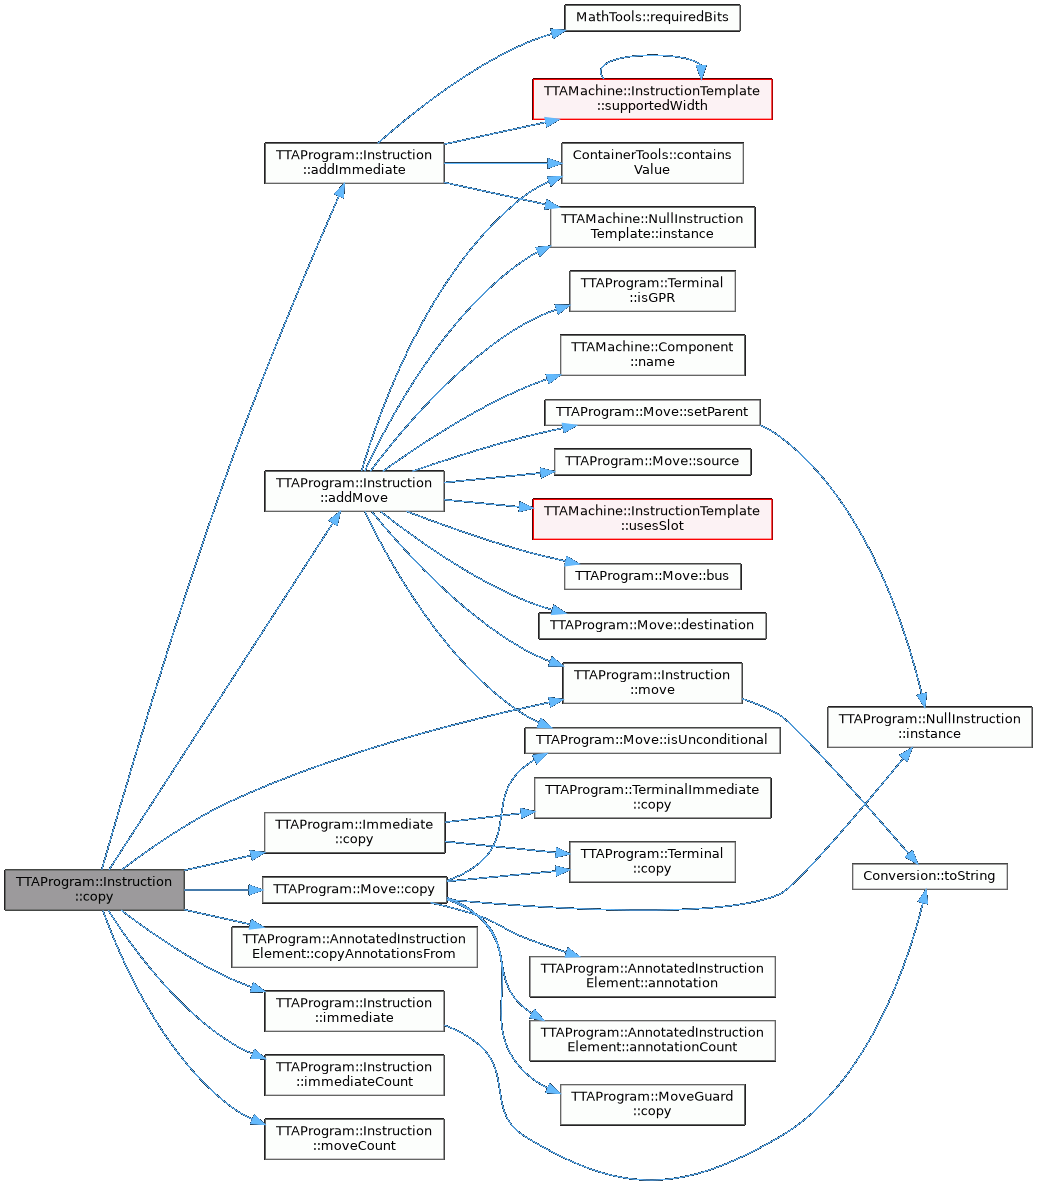 MathTools::requiredBits
TTAMachine::InstructionTemplate
::supportedWidth
TTAProgram::Instruction
::addImmediate
ContainerTools::contains
Value
TTAMachine::NullInstruction
Template::instance
TTAProgram::Terminal
::isGPR
TTAMachine::Component
::name
TTAProgram::Move::setParent
TTAProgram::Move::source
TTAProgram::Instruction
::addMove
TTAMachine::InstructionTemplate
::usesSlot
TTAProgram::Move::bus
TTAProgram::Move::destination
TTAProgram::Instruction
::move
TTAProgram::NullInstruction
::instance
TTAProgram::Move::isUnconditional
TTAProgram::TerminalImmediate
::copy
TTAProgram::Immediate
::copy
TTAProgram::Terminal
::copy
Conversion::toString
TTAProgram::Instruction
::copy
TTAProgram::Move::copy
TTAProgram::AnnotatedInstruction
Element::copyAnnotationsFrom
TTAProgram::AnnotatedInstruction
Element::annotation
TTAProgram::Instruction
::immediate
TTAProgram::AnnotatedInstruction
Element::annotationCount
TTAProgram::Instruction
::immediateCount
TTAProgram::MoveGuard
::copy
TTAProgram::Instruction
::moveCount